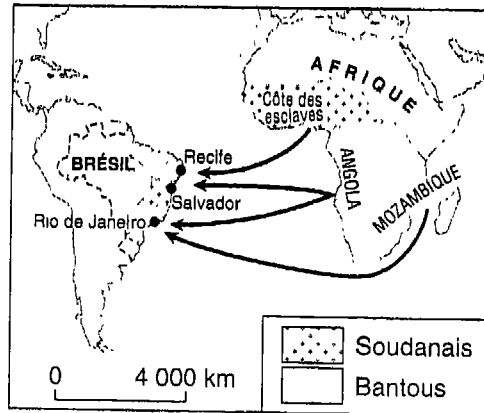 AFRIQUE
Côte des
esclaves
Recife
BRÉSIL
ANGOLA
Salvador
MOZAMBIQUE
Rio de Janeiro
Soudanais
0 4 000 km
Bantous